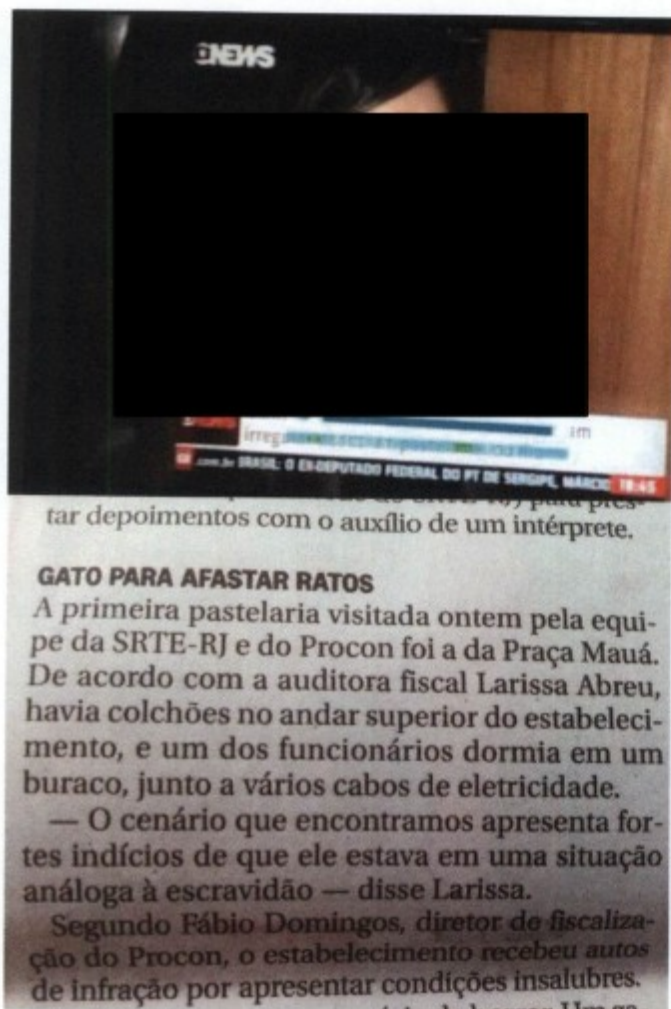 NEWS
im
.com.br BRASIL: O EX-DEPUTADO FEDERAL DO PT DE SERGIPE, MÁRCIO 18:45
tar depoimentos com o auxílio de um intérprete.
GATO PARA AFASTAR RATOS
A primeira pastelaria visitada ontem pela equi-
pe da SRTE-RJ e do Procon foi a da Praça Mauá.
De acordo com a auditora fiscal Larissa Abreu,
havia colchões no andar superior do estabeleci-
mento, e um dos funcionários dormia em um
buraco, junto a vários cabos de eletricidade.
— O cenário que encontramos apresenta for-
tes indícios de que ele estava em uma situação
análoga à escravidão — disse Larissa.
Segundo Fábio Domingos, diretor de fiscaliza-
ção do Procon, o estabelecimento recebeu autos
de infração por apresentar condições insalubres.